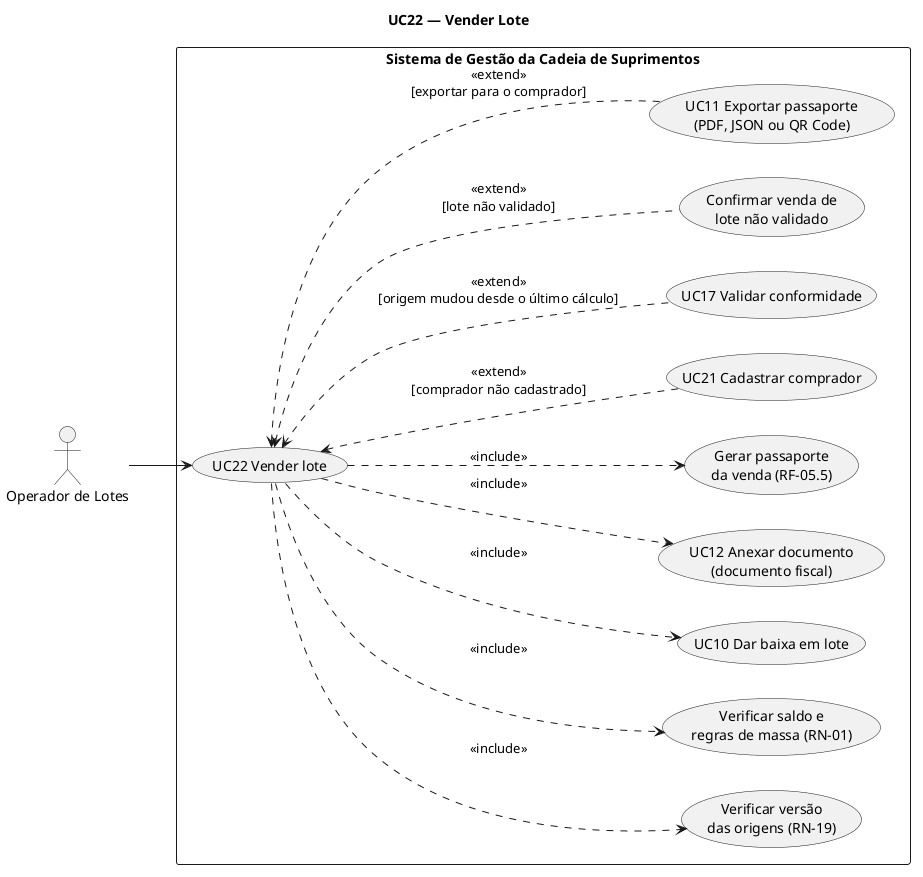 UC22 — Vender Lote
Sistema de Gestão da Cadeia de Suprimentos
«extend»
[exportar para o comprador]
UC11 Exportar passaporte
(PDF, JSON ou QR Code)
«extend»
[lote não validado]
Confirmar venda de
lote não validado
«extend»
[origem mudou desde o último cálculo]
UC17 Validar conformidade
«extend»
[comprador não cadastrado]
UC21 Cadastrar comprador
Operador de Lotes
UC22 Vender lote
«include»
Gerar passaporte
da venda (RF-05.5)
«include»
UC12 Anexar documento
(documento fiscal)
«include»
UC10 Dar baixa em lote
«include»
Verificar saldo e
regras de massa (RN-01)
«include»
Verificar versão
das origens (RN-19)